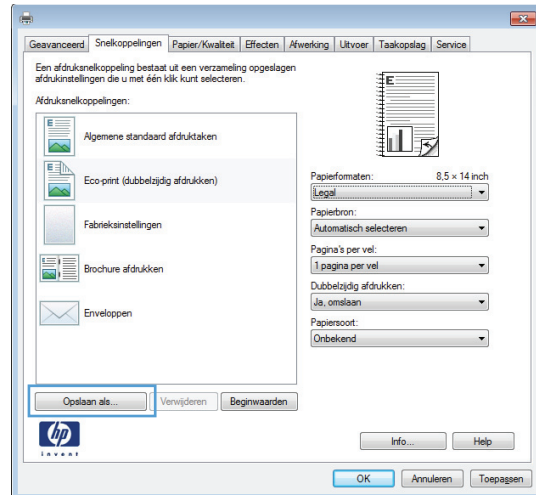 Geavanceerd Snelkoppelingen Papier/Kwaliteit Effecten Afwerking Uitvoer Taakopslag Service
Een afdruksnelkoppeling bestaat uit een verzameling opgeslagen
afdrukinstellingen die u met één klik kunt selecteren.
Afdruksnelkoppelingen:
E
Algemene standaard afdruktaken
E
Eco-print (dubbelzijdig afdrukken)
Fabrieksinstellingen
E
Brochure afdrukken
Enveloppen
E
Papierformaten: 8,5 × 14 inch
Legal
Papierbron:
Automatisch selecteren
Pagina's per vel:
1 pagina per vel
Dubbelzijdig afdrukken:
Ja, omslaan
Papiersoort:
Onbekend
Opslaan als... Verwijderen Beginwaarden
hp
invent
Info... Help
OK Annuleren Toepassen